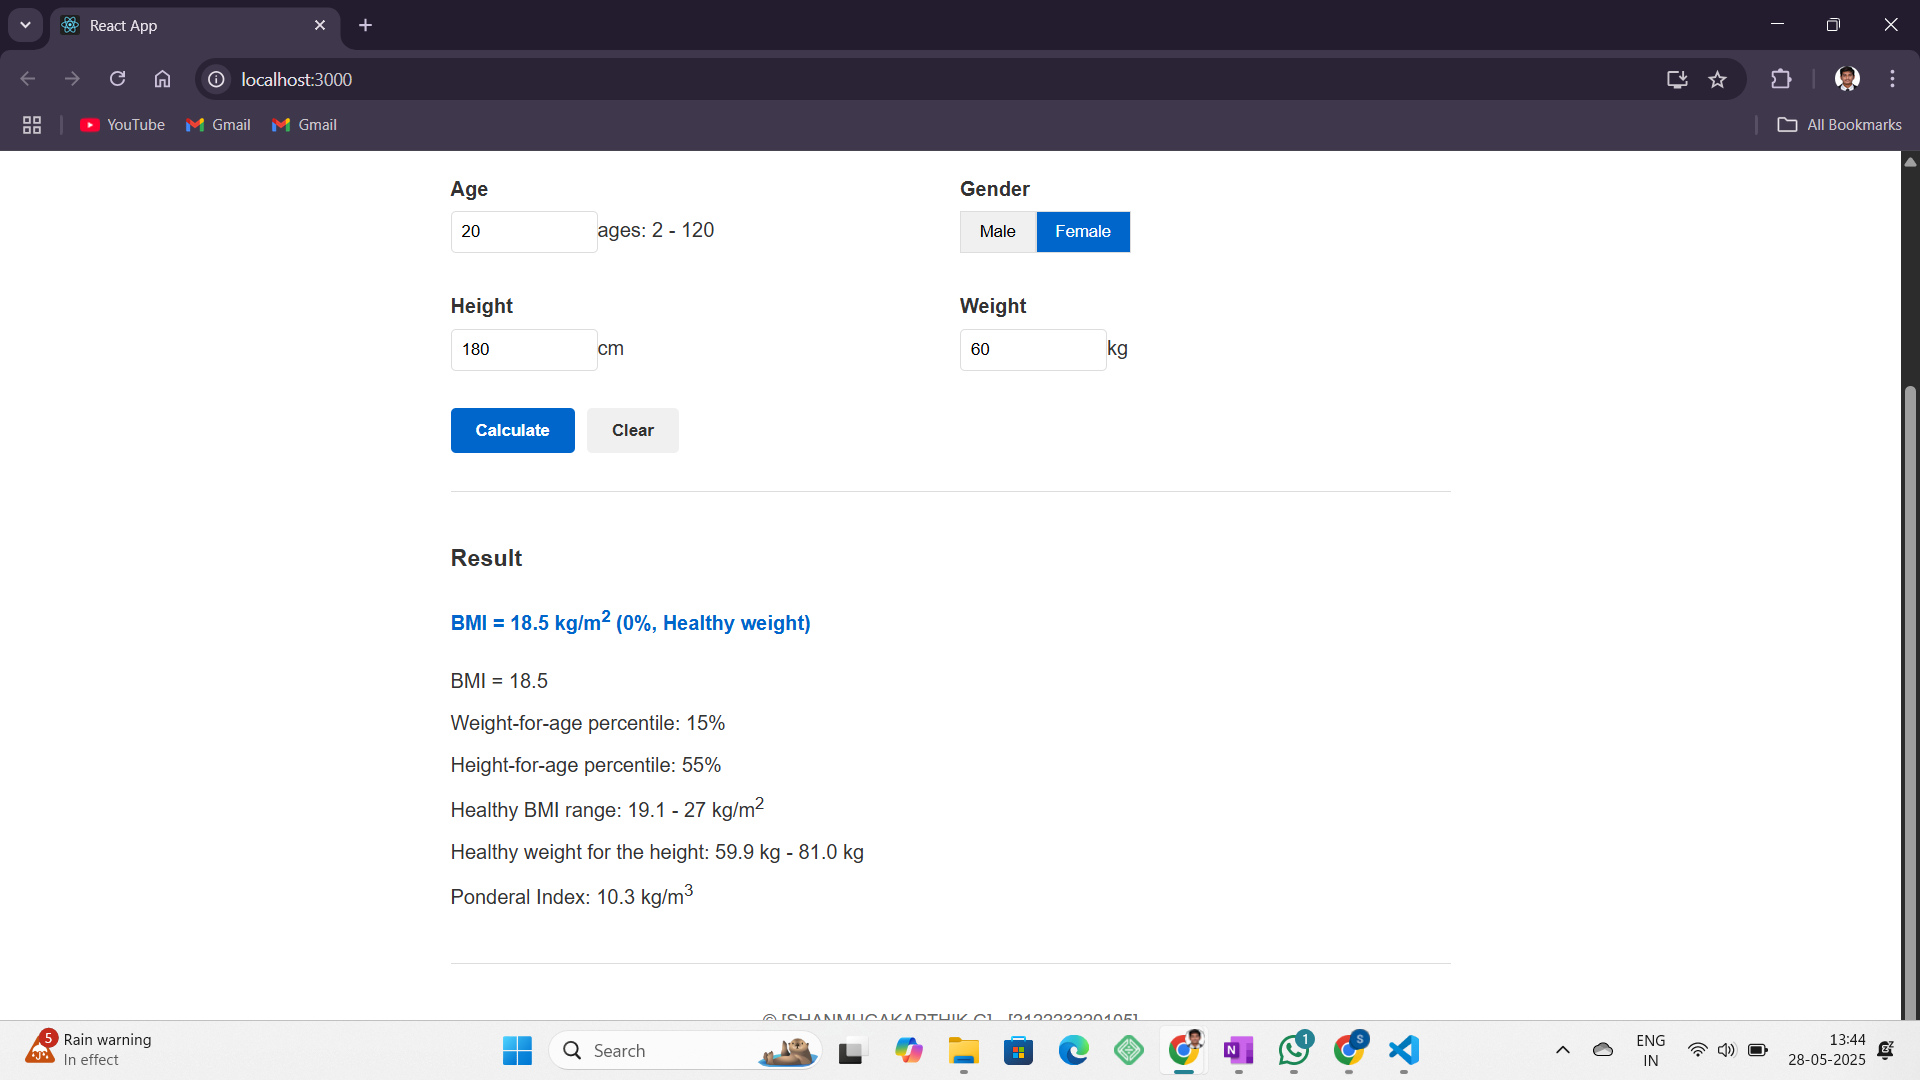 React App
localhost:3000
YouTube Gmail Gmail All Bookmarks
Age Gender
20 ages: 2 - 120 Male Female
Height Weight
180 cm 60 kg
Calculate Clear
Result
BMI = 18.5 kg/m² (0%, Healthy weight)
BMI = 18.5
Weight-for-age percentile: 15%
Height-for-age percentile: 55%
Healthy BMI range: 19.1 - 27 kg/m²
Healthy weight for the height: 59.9 kg - 81.0 kg
Ponderal Index: 10.3 kg/m³
© [SHANMUGAKARTHIK G] - [212223220105]
5 Rain warning
In effect
Search
N
1
S
ENG
IN
13:44
28-05-2025